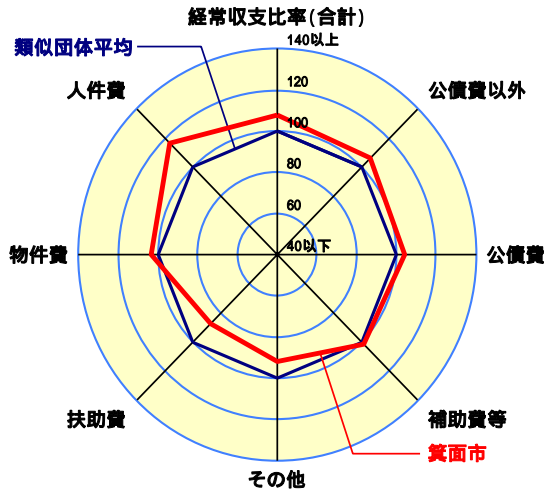 経常収支比率(合計)
類似団体平均
140以上
人件費
120
公債費以外
100
80
60
物件費
40以下
公債費
扶助費
補助費等
箕面市
その他